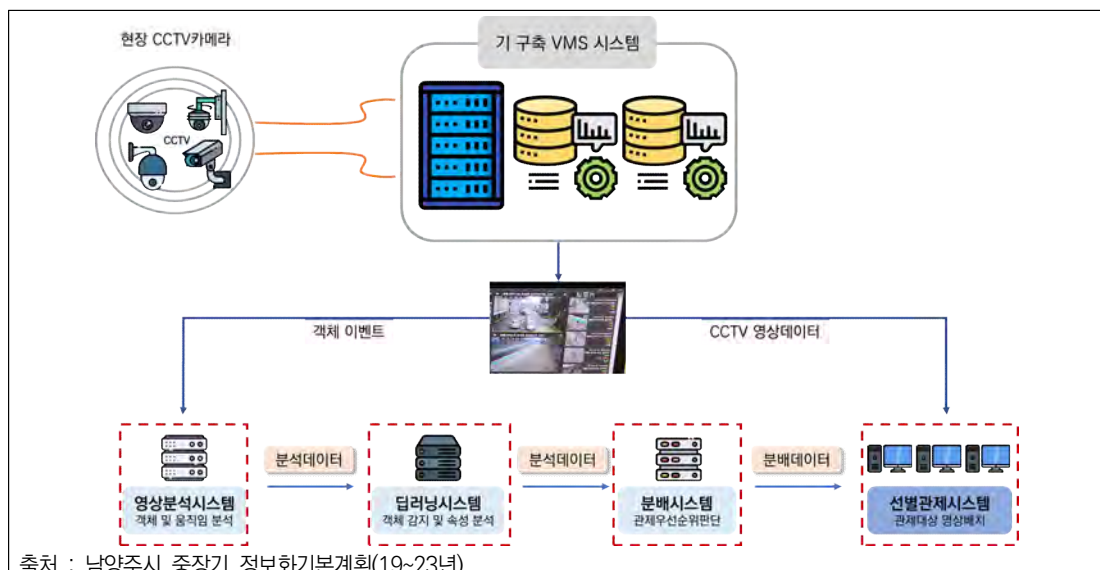 현장 CCTV카메라
기 구축 VMS 시스템
CCTV
객체 이벤트
CCTV 영상데이터
분석데이터
분석데이터
분배데이터
영상분석시스템
객체 및 움직임 분석
딥러닝시스템
객체 감지 및 속성 분석
분배시스템
관제우선순위판단
선별관제시스템
관제대상 영상배치
출처 : 남양주시 중장기 정보화기본계획(19~23년)